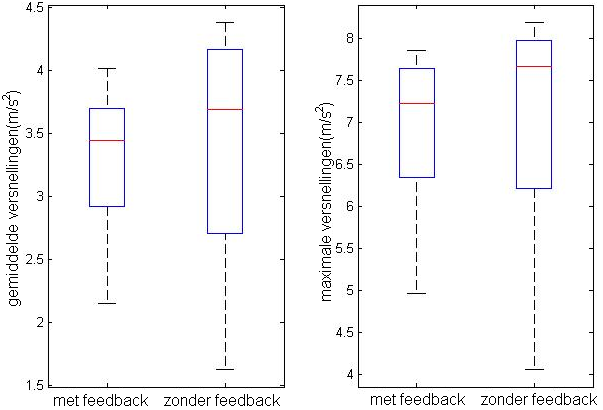 gemiddelde versnellingen(m/s²)
4.5
4
3.5
3
2.5
2
1.5
met feedback
zonder feedback
maximale versnellingen(m/s²)
8
7.5
7
6.5
6
5.5
5
4.5
4
met feedback
zonder feedback